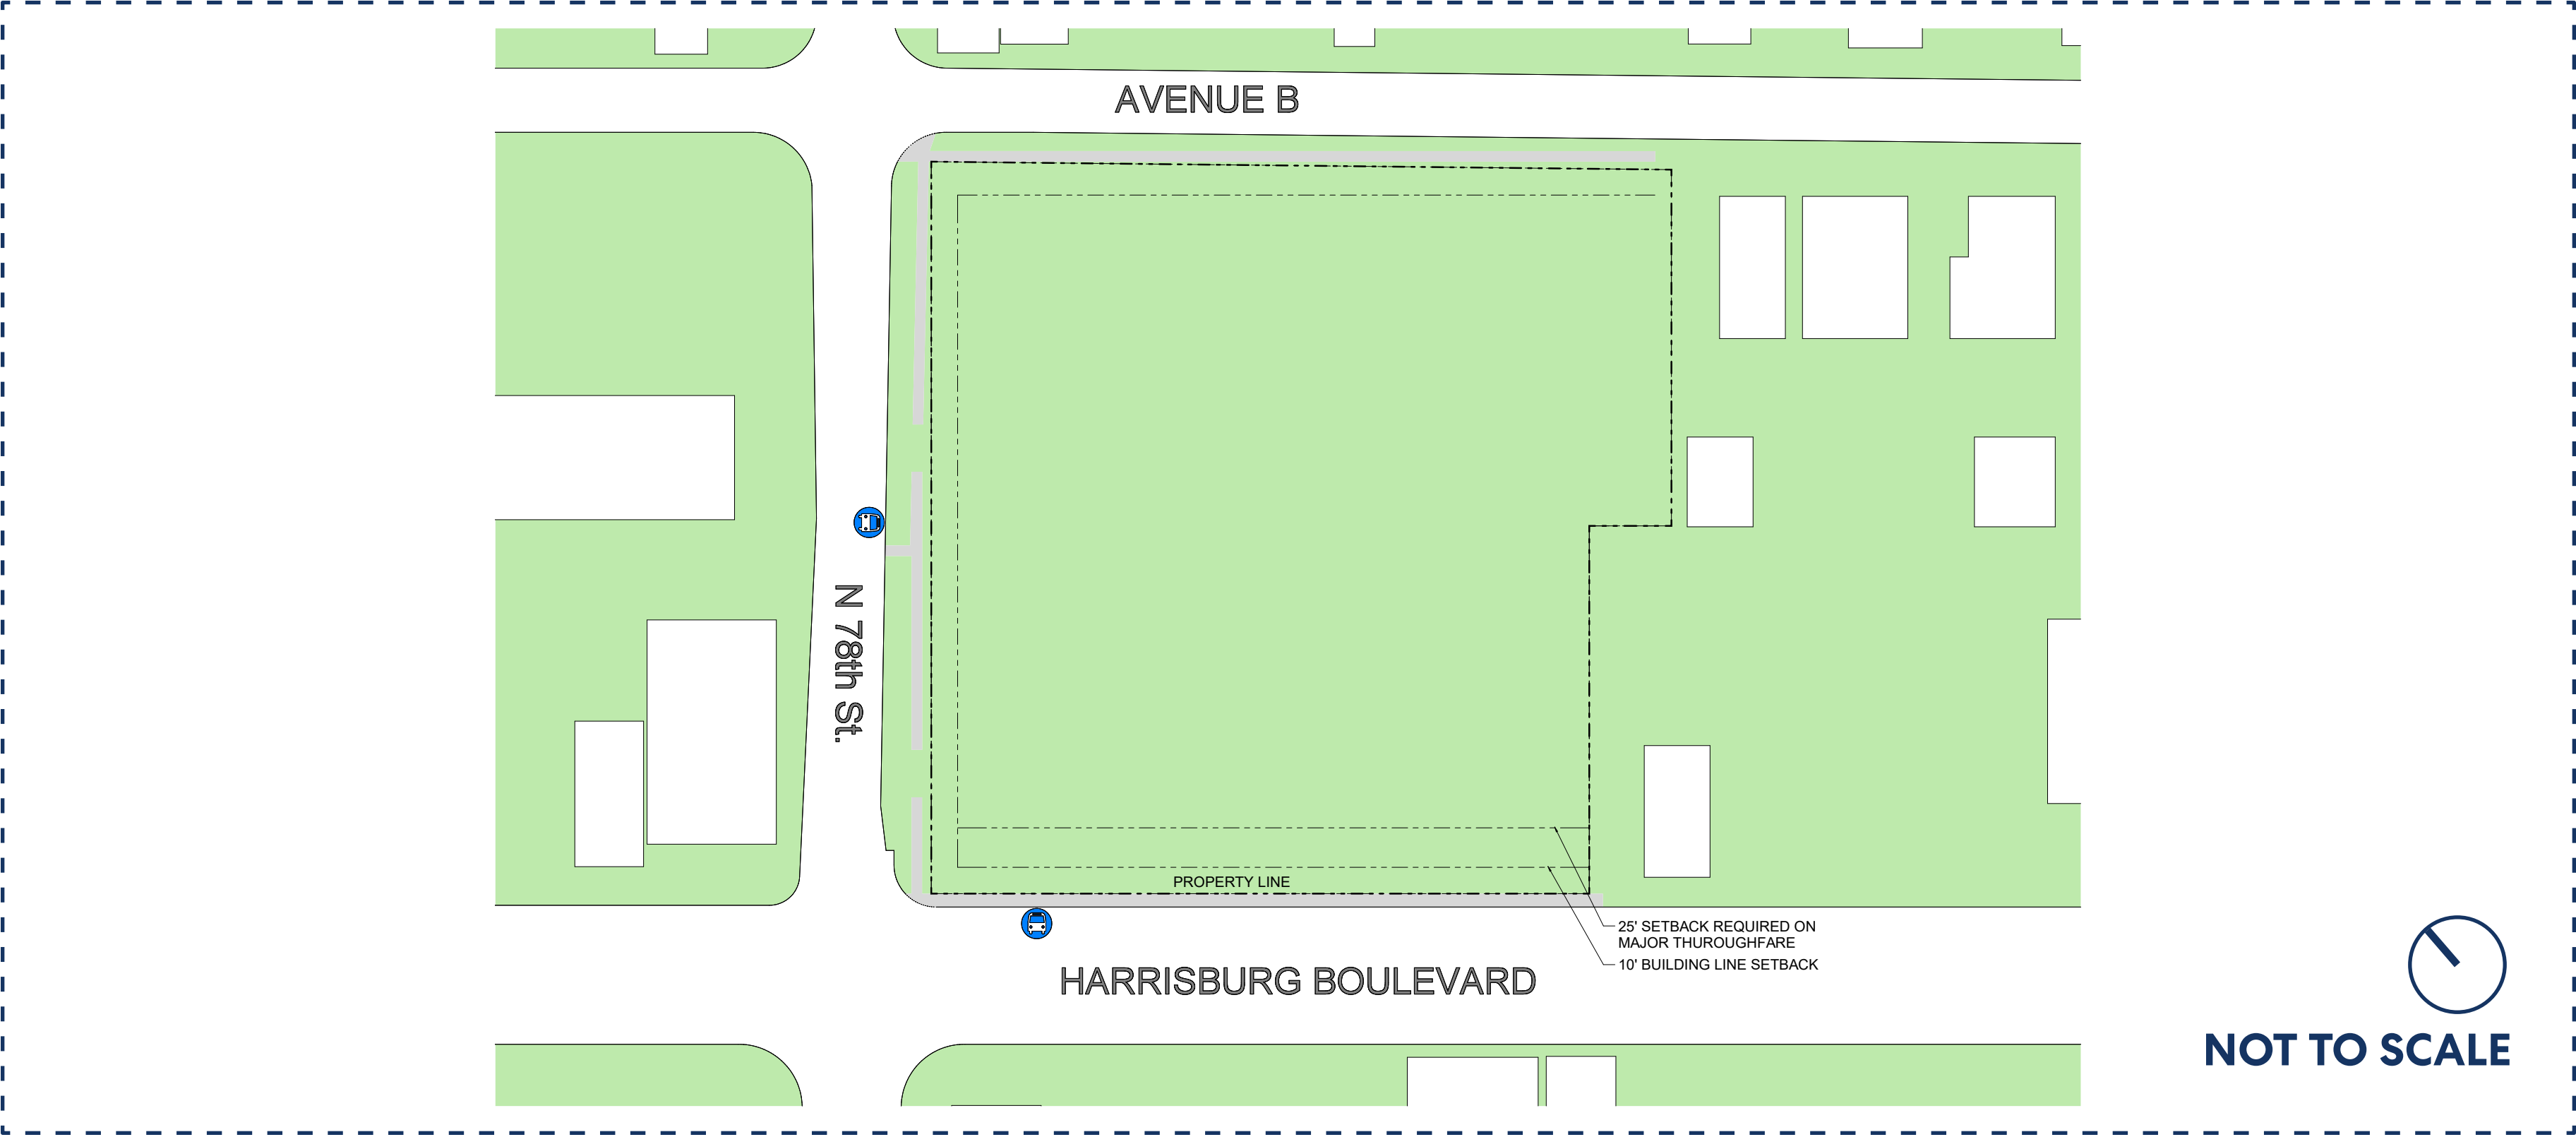 AVENUE B
N 78th St.
PROPERTY LINE
25' SETBACK REQUIRED ON
MAJOR THUROUGHFARE
10' BUILDING LINE SETBACK
HARRISBURG BOULEVARD
NOT TO SCALE